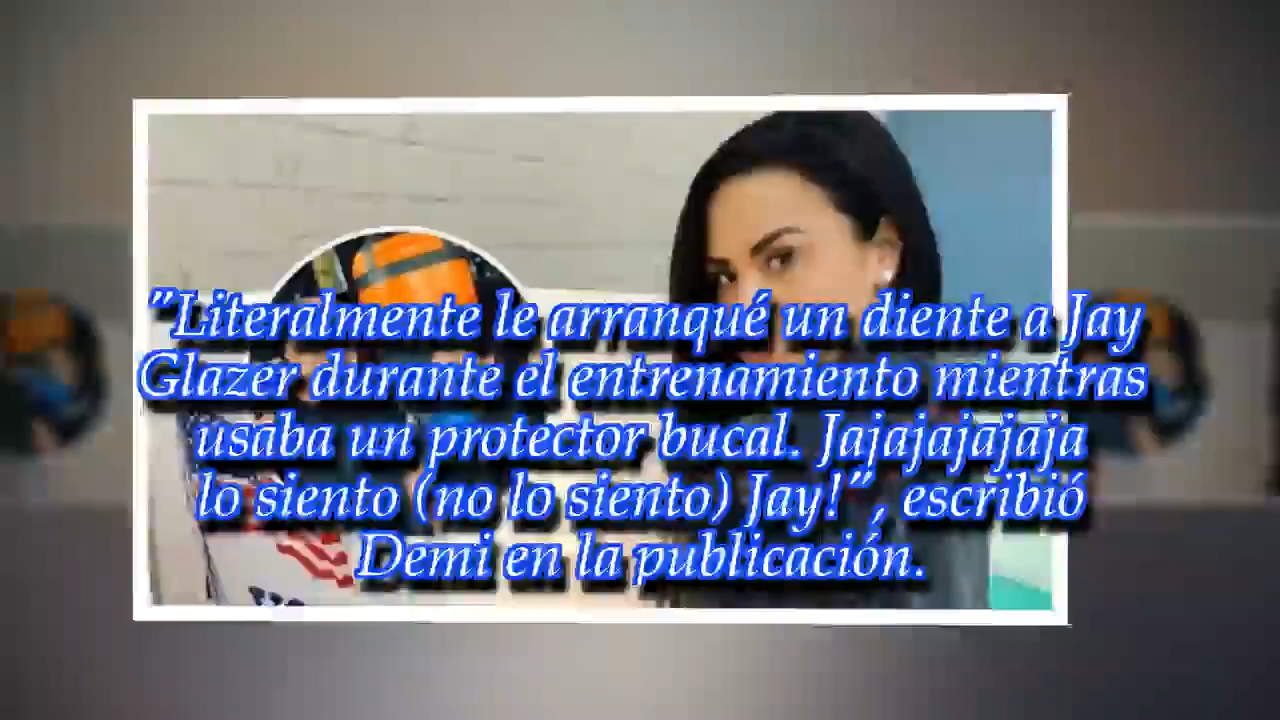 "Literalmente le arranqué un diente a Jay
Glazer durante el entrenamiento mientras
usaba un protector bucal. Jajajajajaja
lo siento (no lo siento) Jay!", escribió
Demi en la publicación.